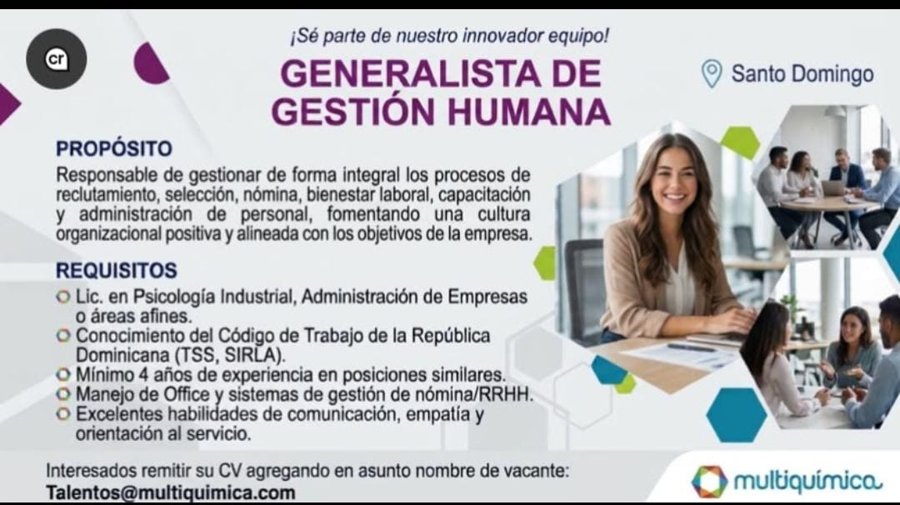 cr
¡Sé parte de nuestro innovador equipo!
GENERALISTA DE
GESTIÓN HUMANA
Santo Domingo
PROPÓSITO
Responsable de gestionar de forma integral los procesos de
reclutamiento, selección, nómina, bienestar laboral, capacitación
y administración de personal, fomentando una cultura
organizacional positiva y alineada con los objetivos de la empresa.
REQUISITOS
Lic. en Psicología Industrial, Administración de Empresas
o áreas afines.
Conocimiento del Código de Trabajo de la República
Dominicana (TSS, SIRLA).
Mínimo 4 años de experiencia en posiciones similares.
Manejo de Office y sistemas de gestión de nómina/RRHH.
Excelentes habilidades de comunicación, empatía y
orientación al servicio.
Interesados remitir su CV agregando en asunto nombre de vacante:
Talentos@multiquimica.com
multiquímica